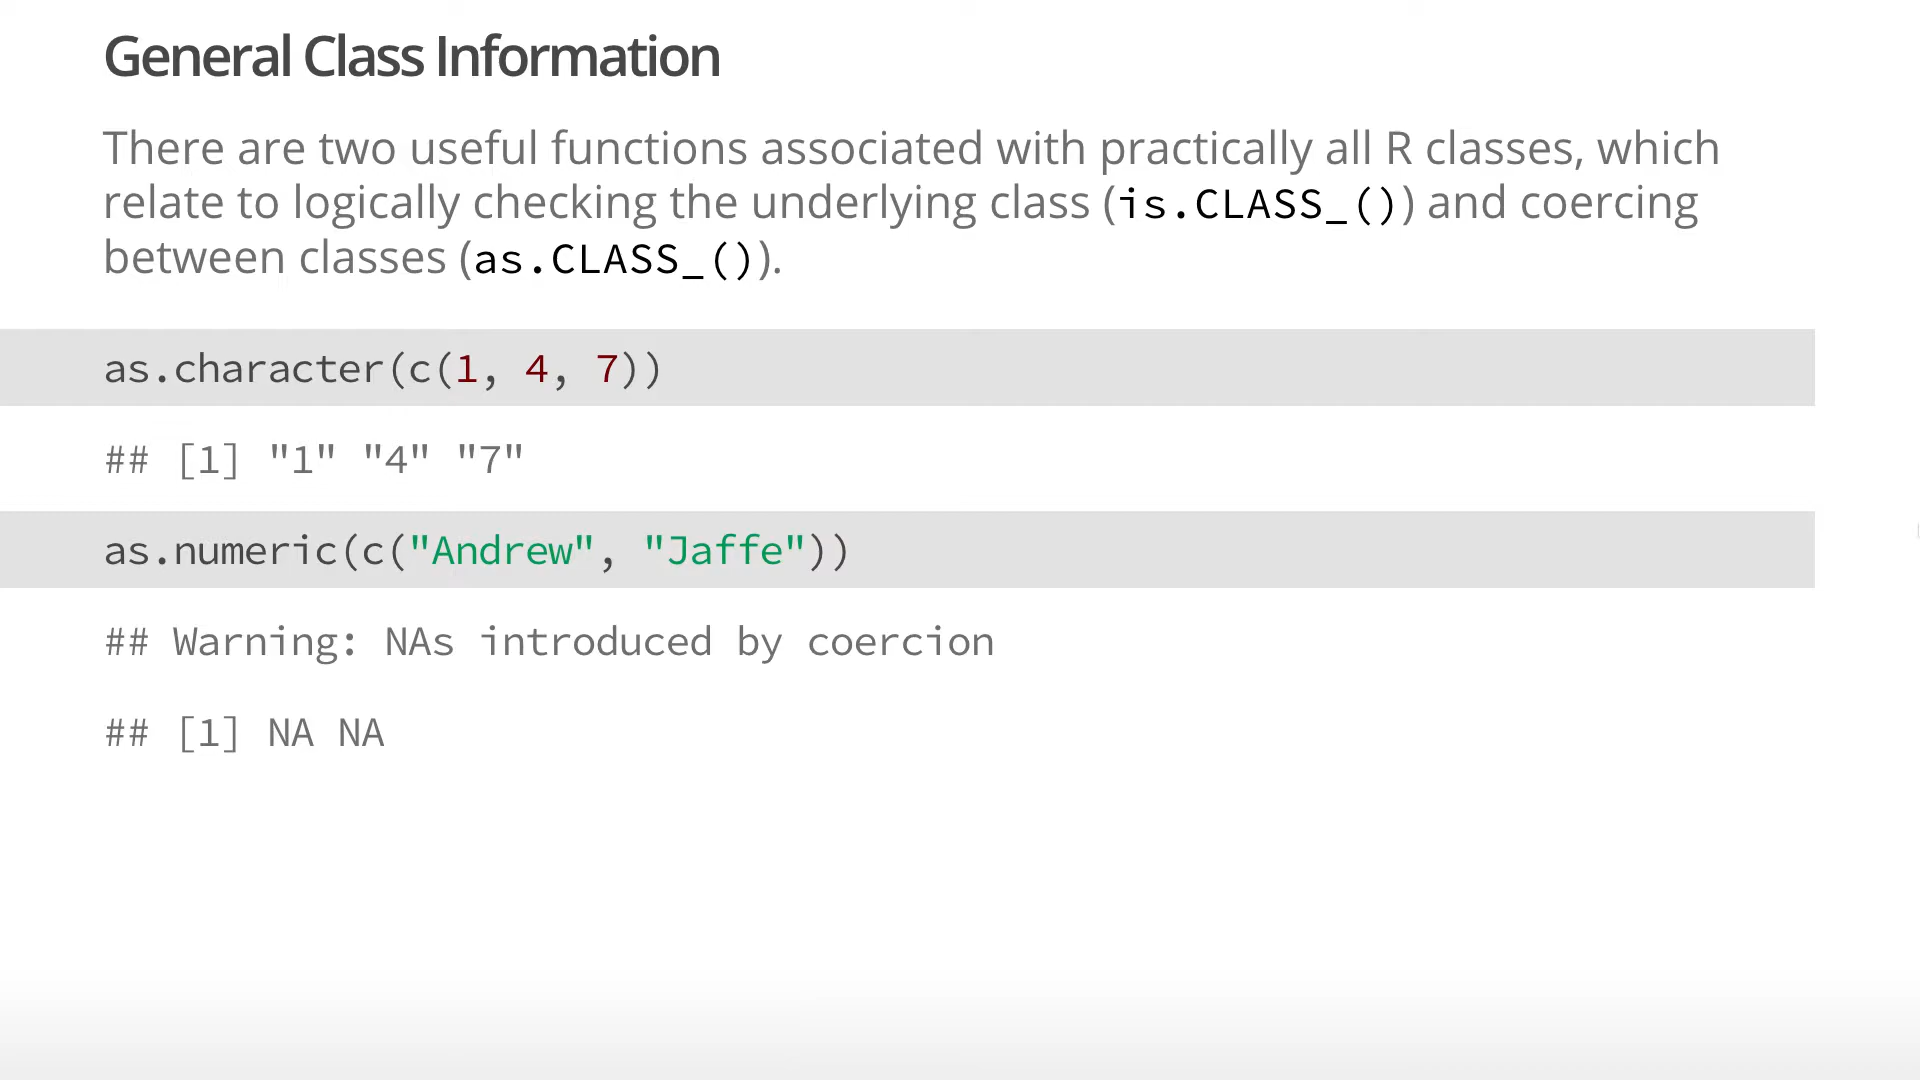 General Class Information
There are two useful functions associated with practically all R classes, which
relate to logically checking the underlying class (is.CLASS_()) and coercing
between classes (as.CLASS_()).
as.character(c(1, 4, 7))
## [1] "1" "4" "7"
as.numeric(c("Andrew", "Jaffe"))
## Warning: NAs introduced by coercion
## [1] NA NA